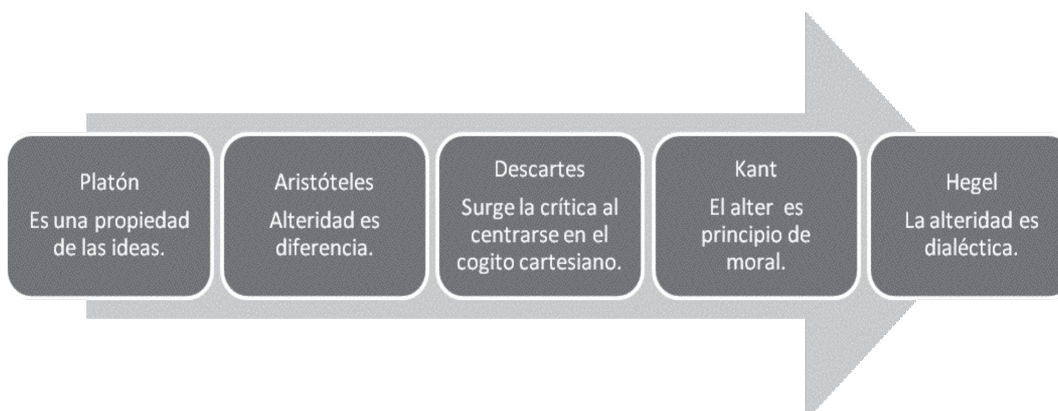 Platón
Es una propiedad
de las ideas.
Aristóteles
Alteridad es
diferencia.
Descartes
Surge la crítica al
centrarse en el
cogito cartesiano.
Kant
El alter es
principio de
moral.
Hegel
La alteridad es
dialéctica.